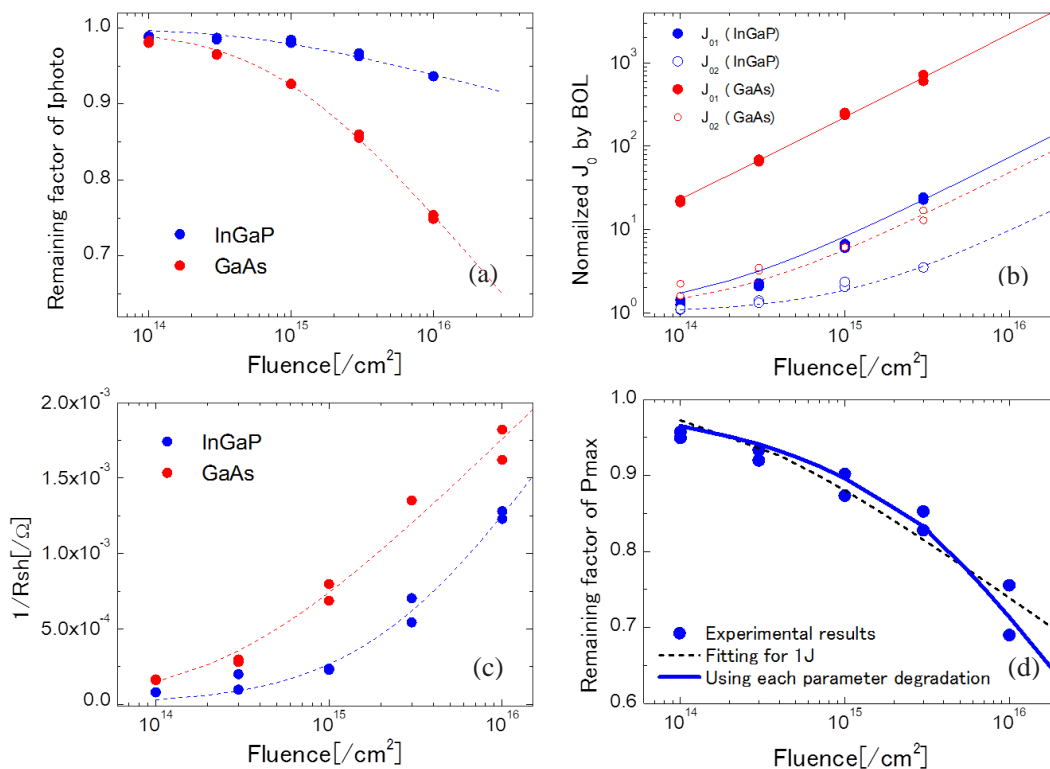 Remaining factor of Iphoto
1.0
0.9
0.8
0.7
InGaP
GaAs
(a)
10^14
10^15
10^16
Fluence[/cm^2]
Nomailzed J_0 by BOL
10^3
10^2
10^1
10^0
J_01 (InGaP)
J_02 (InGaP)
J_01 (GaAs)
J_02 (GaAs)
(b)
10^14
10^15
10^16
Fluence[/cm^2]
1/Rsh[/Ω]
2.0x10^-3
1.5x10^-3
1.0x10^-3
5.0x10^-4
0.0
InGaP
GaAs
(c)
10^14
10^15
10^16
Fluence[/cm^2]
Remaining factor of Pmax
1.0
0.9
0.8
0.7
0.6
Experimental results
Fitting for 1J
Using each parameter degradation
(d)
10^14
10^15
10^16
Fluence[/cm^2]